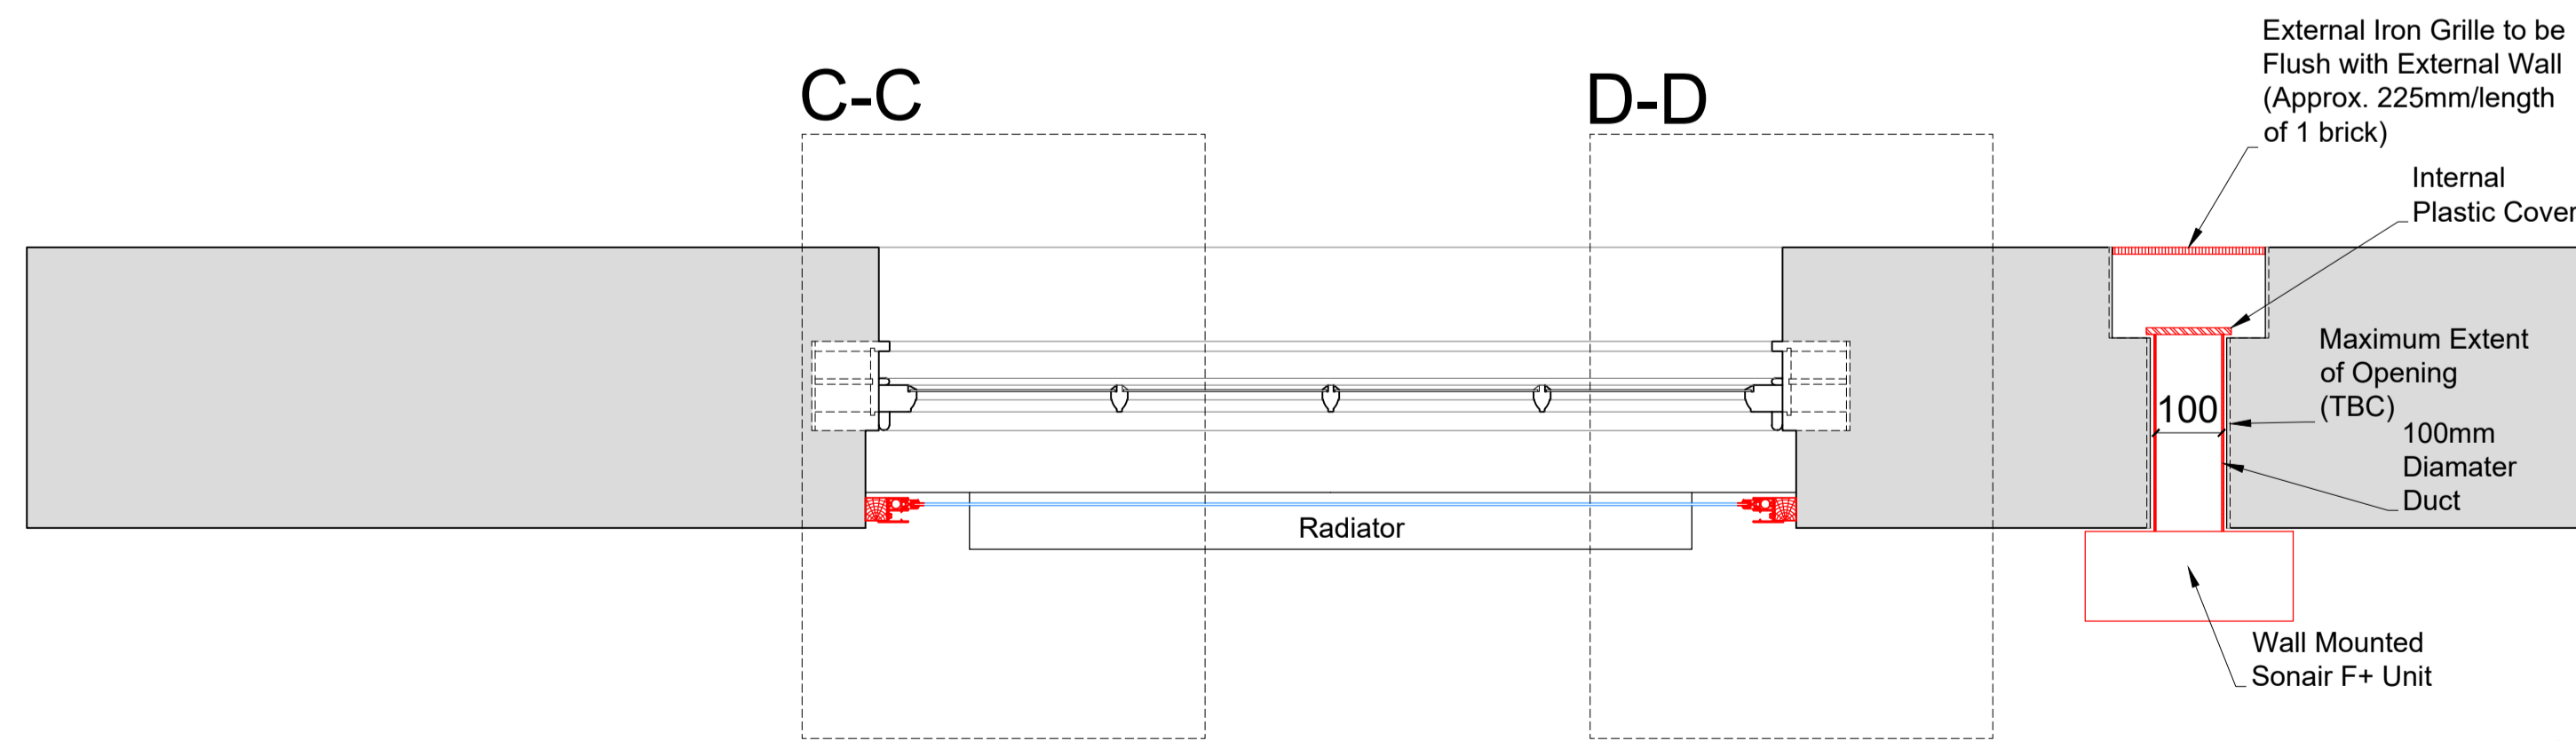 C-C
D-D
External Iron Grille to be
Flush with External Wall
(Approx. 225mm/length
of 1 brick)
Internal
Plastic Cover
Maximum Extent
of Opening
(TBC)
100
100mm
Diamater
Duct
Radiator
Wall Mounted
Sonair F+ Unit